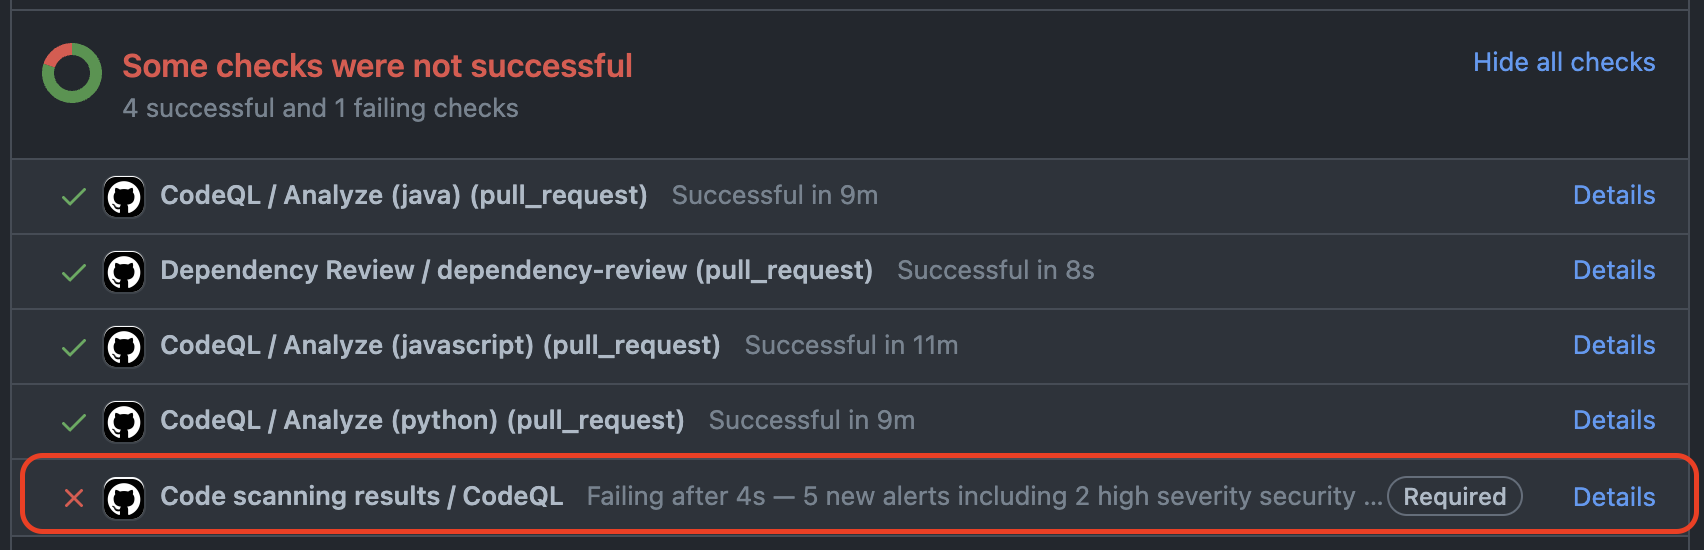 Some checks were not successful
Hide all checks
4 successful and 1 failing checks
CodeQL / Analyze (java) (pull_request) Successful in 9m Details
Dependency Review / dependency-review (pull_request) Successful in 8s Details
CodeQL / Analyze (javascript) (pull_request) Successful in 11m Details
CodeQL / Analyze (python) (pull_request) Successful in 9m Details
Code scanning results / CodeQL Failing after 4s — 5 new alerts including 2 high severity security ... Required Details